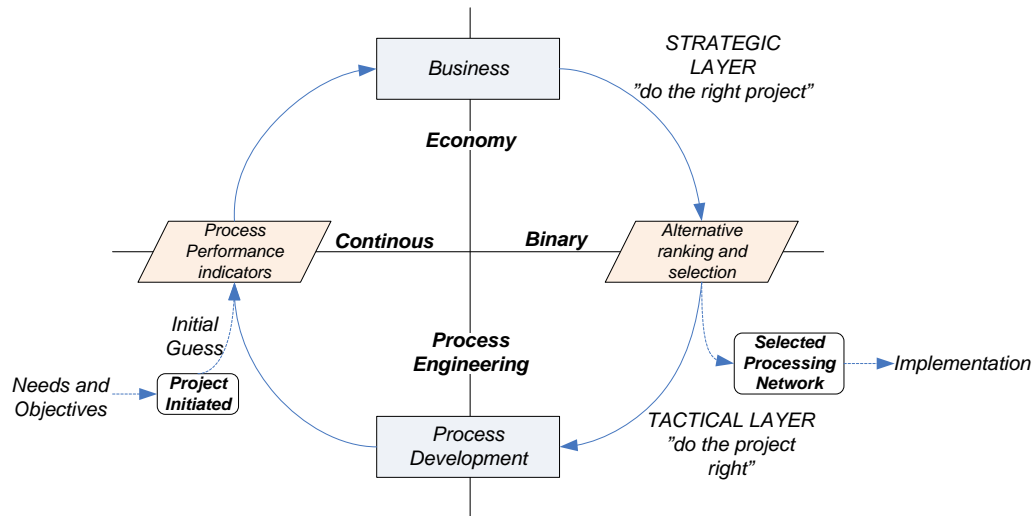 Business
STRATEGIC
LAYER
”do the right project”
Economy
Process
Performance
indicators
Continous
Binary
Alternative
ranking and
selection
Initial
Guess
Process
Engineering
Selected
Processing
Network
Implementation
Needs and
Objectives
Project
Initiated
Process
Development
TACTICAL LAYER
”do the project
right”